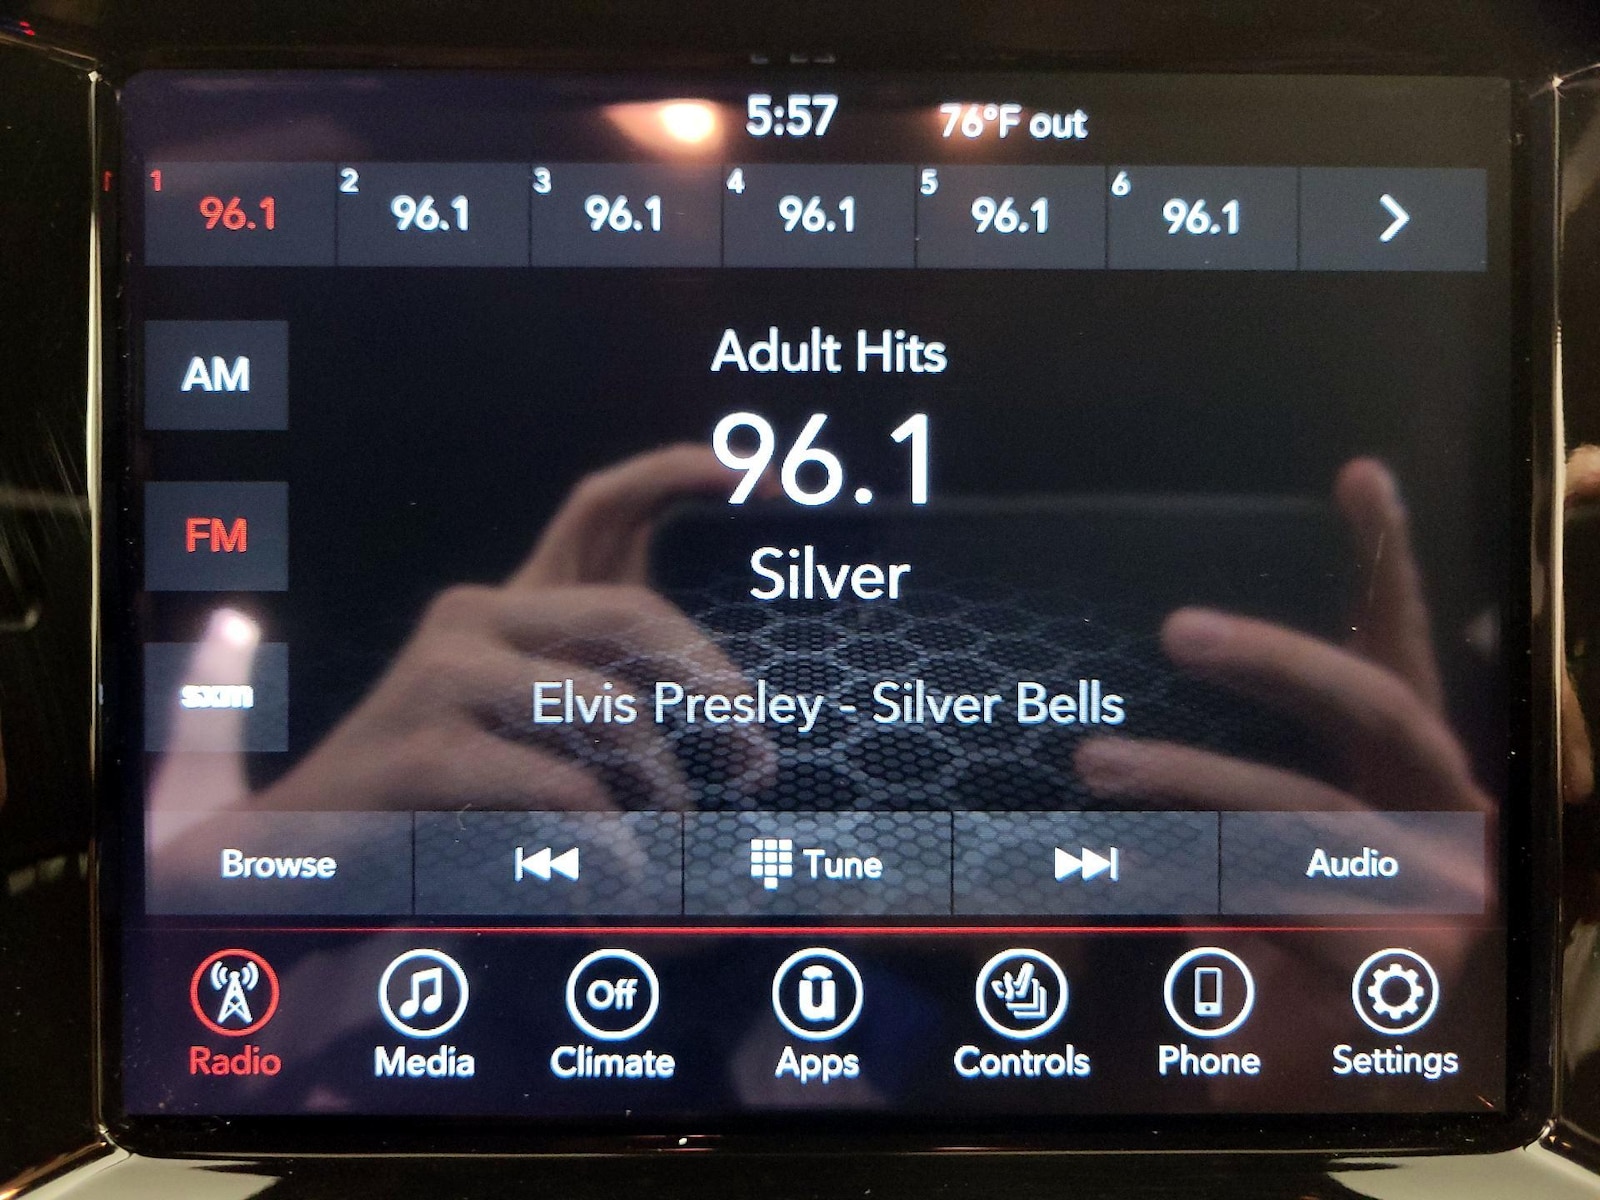 5:57 76°F out
1 96.1 2 96.1 3 96.1 4 96.1 5 96.1 6 96.1
Adult Hits
AM
96.1
FM
Silver
sxm
Elvis Presley - Silver Bells
Browse Tune Audio
Off
Radio Media Climate Apps Controls Phone Settings